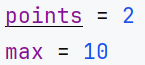 points = 2
max = 10